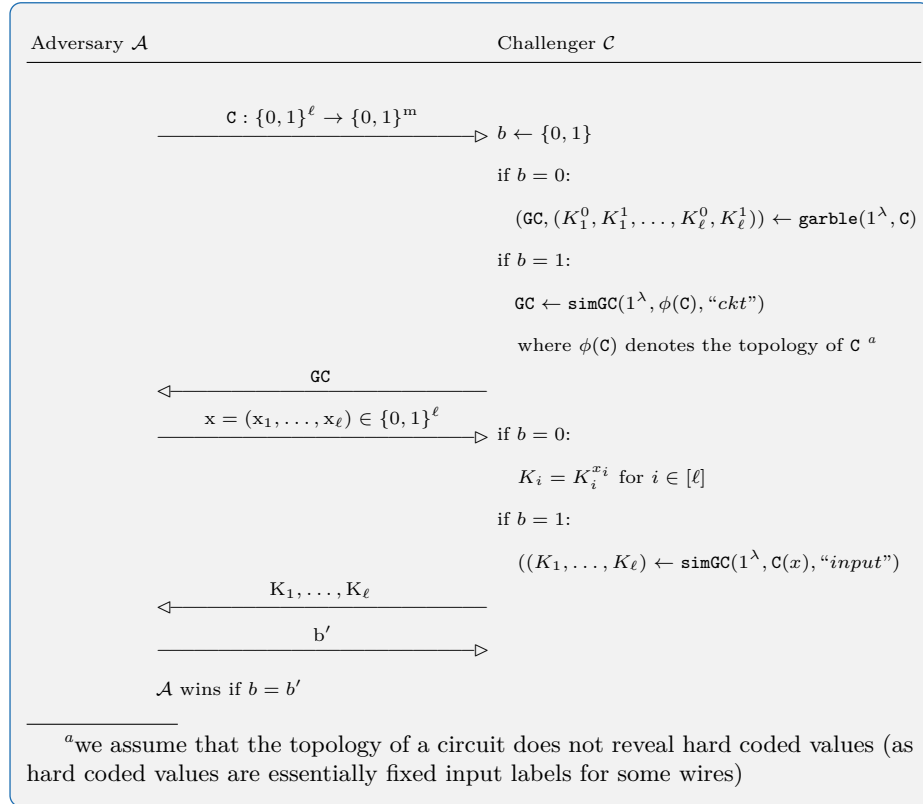 Adversary 𝒜 Challenger 𝒞
C : {0, 1}^ℓ → {0, 1}^m
b ← {0, 1}
if b = 0:
(GC, (K_1^0, K_1^1, . . . , K_ℓ^0, K_ℓ^1)) ← garble(1^λ, C)
if b = 1:
GC ← simGC(1^λ, ϕ(C), “ckt”)
where ϕ(C) denotes the topology of C ^a
GC
x = (x_1, . . . , x_ℓ) ∈ {0, 1}^ℓ
if b = 0:
K_i = K_i^{x_i} for i ∈ [ℓ]
if b = 1:
((K_1, . . . , K_ℓ) ← simGC(1^λ, C(x), “input”)
K_1, . . . , K_ℓ
b′
𝒜 wins if b = b′
^a we assume that the topology of a circuit does not reveal hard coded values (as
hard coded values are essentially fixed input labels for some wires)